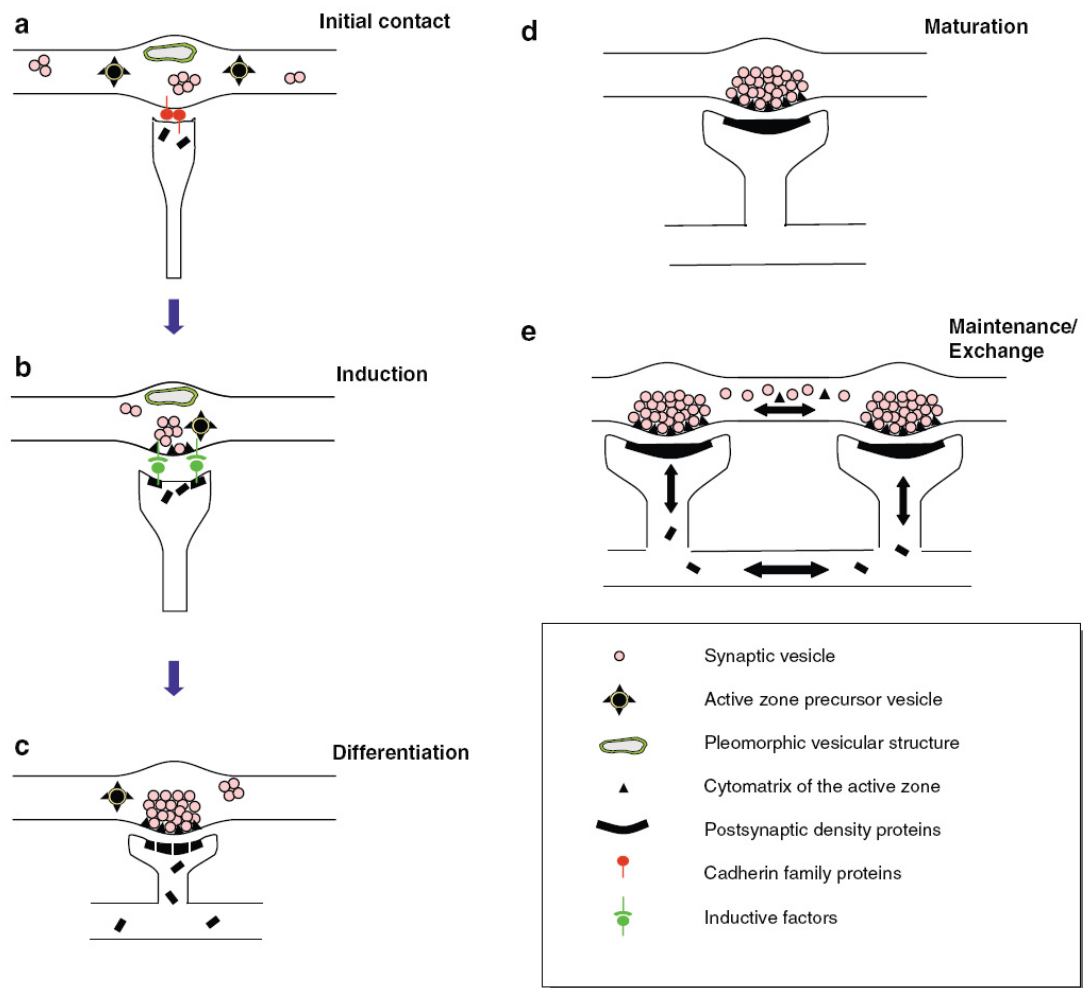 a
Initial contact
b
Induction
c
Differentiation
d
Maturation
e
Maintenance/
Exchange
Synaptic vesicle
Active zone precursor vesicle
Pleomorphic vesicular structure
Cytomatrix of the active zone
Postsynaptic density proteins
Cadherin family proteins
Inductive factors